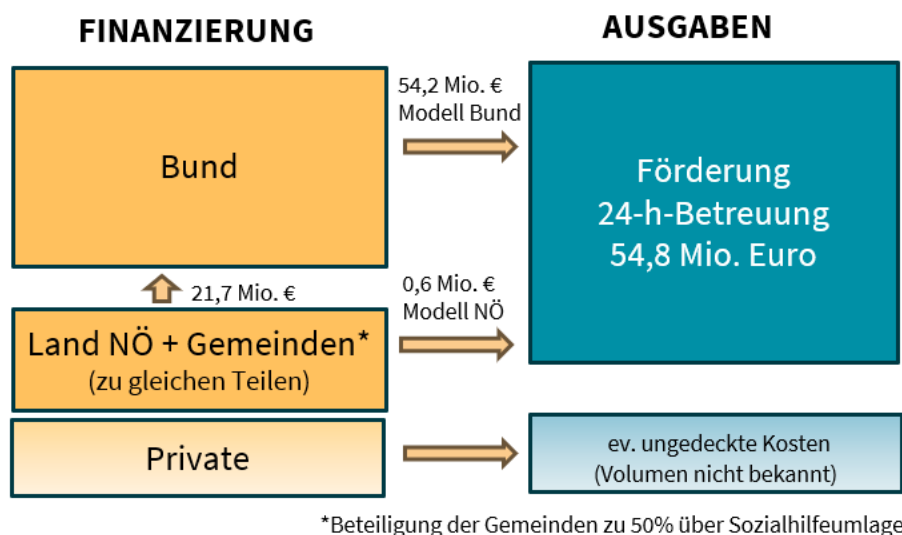 FINANZIERUNG
AUSGABEN
Bund
54,2 Mio. €
Modell Bund
Förderung
24-h-Betreuung
54,8 Mio. Euro
21,7 Mio. €
0,6 Mio. €
Modell NÖ
Land NÖ + Gemeinden*
(zu gleichen Teilen)
Private
ev. ungedeckte Kosten
(Volumen nicht bekannt)
*Beteiligung der Gemeinden zu 50% über Sozialhilfeumlage